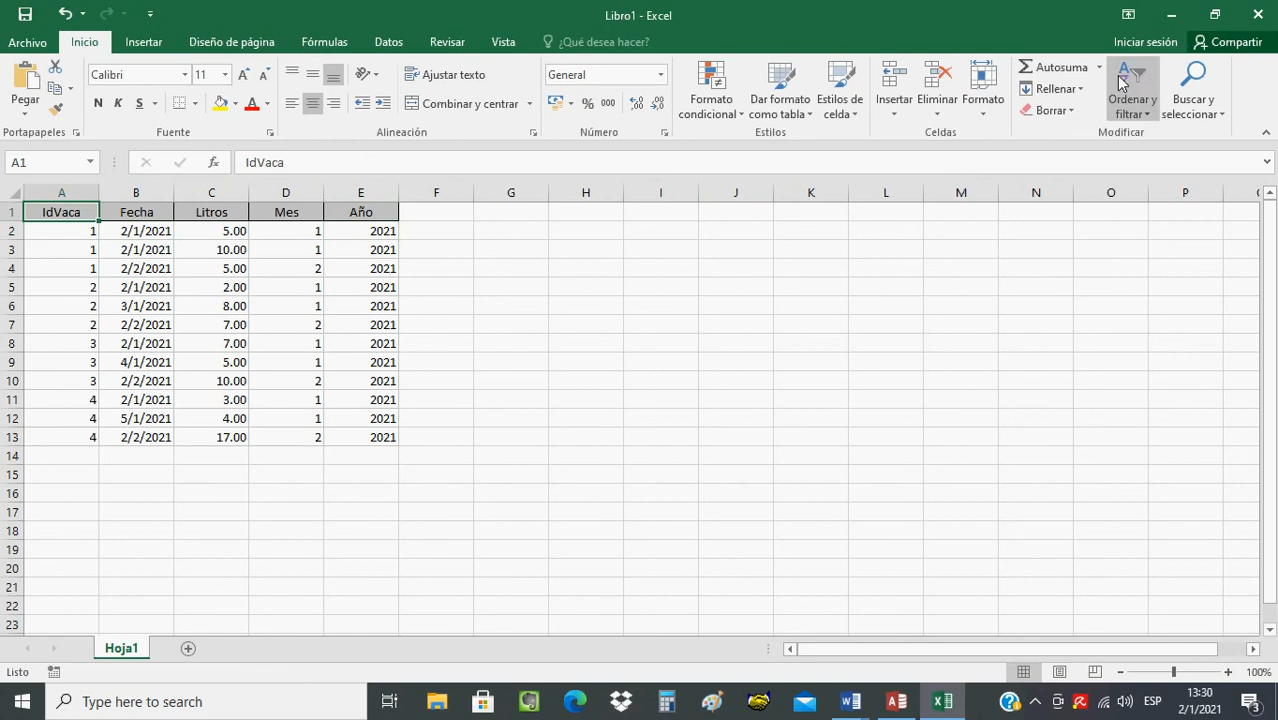 Libro1 - Excel
Archivo Inicio Insertar Diseño de página Fórmulas Datos Revisar Vista ¿Qué desea hacer? Iniciar sesión Compartir
Pegar
Portapapeles
Calibri 11
N K S
Fuente
Ajustar texto
Combinar y centrar
Alineación
General
% 000
Número
Formato condicional
Dar formato como tabla
Estilos de celda
Estilos
Insertar Eliminar Formato
Celdas
Autosuma
Rellenar
Borrar
Ordenar y filtrar
Buscar y seleccionar
Modificar
A1 fx IdVaca
A B C D E F G H I J K L M N O P
1 IdVaca Fecha Litros Mes Año
2 1 2/1/2021 5.00 1 2021
3 1 2/1/2021 10.00 1 2021
4 1 2/2/2021 5.00 2 2021
5 2 2/1/2021 2.00 1 2021
6 2 3/1/2021 8.00 1 2021
7 2 2/2/2021 7.00 2 2021
8 3 2/1/2021 7.00 1 2021
9 3 4/1/2021 5.00 1 2021
10 3 2/2/2021 10.00 2 2021
11 4 2/1/2021 3.00 1 2021
12 4 5/1/2021 4.00 1 2021
13 4 2/2/2021 17.00 2 2021
14
15
16
17
18
19
20
21
22
23
Hoja1
Listo 100%
Type here to search ESP 13:30
2/1/2021 3